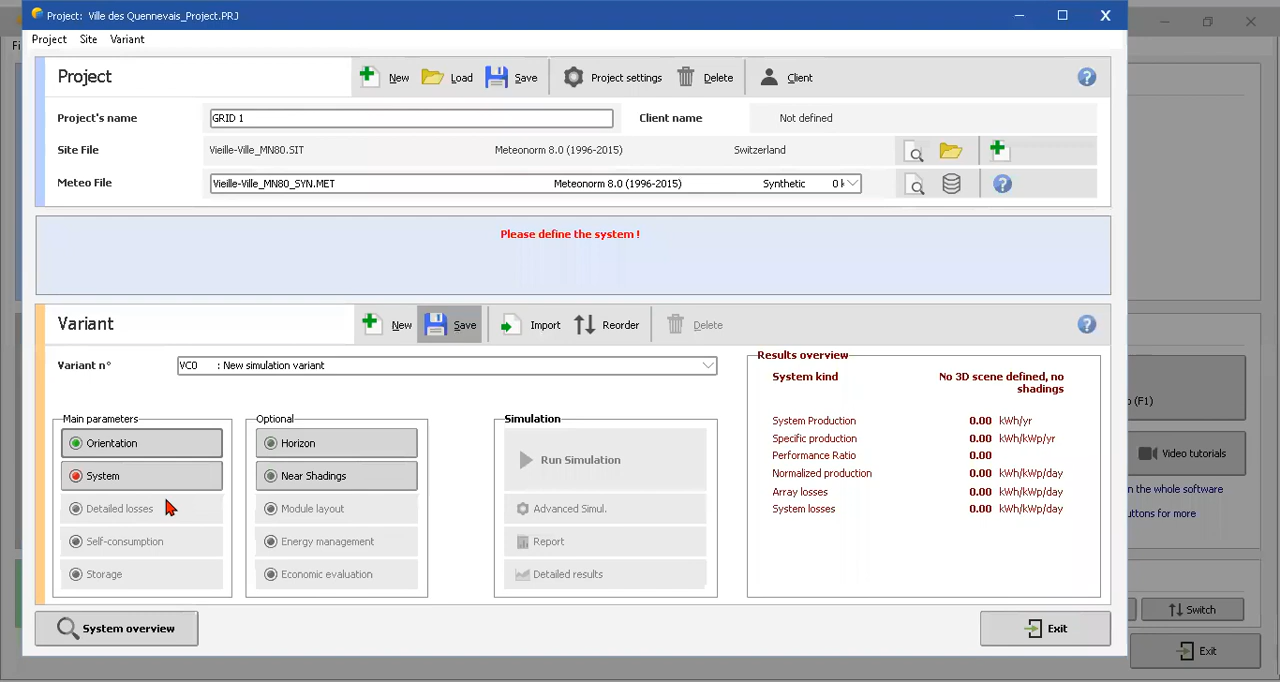 Project: Ville des Quennevais_Project.PRJ
Project Site Variant
Project New Load Save Project settings Delete Client
Project's name GRID 1 Client name Not defined
Site File Vieille-Ville_MN80.SIT Meteonorm 8.0 (1996-2015) Switzerland
Meteo File Vieille-Ville_MN80_SYN.MET Meteonorm 8.0 (1996-2015) Synthetic 0
Please define the system !
Variant New Save Import Reorder Delete
Variant n° VC0 : New simulation variant
Results overview
System kind No 3D scene defined, no
shadings
System Production 0.00 kWh/yr
Specific production 0.00 kWh/kWp/yr
Performance Ratio 0.00
Normalized production 0.00 kWh/kWp/day
Array losses 0.00 kWh/kWp/day
System losses 0.00 kWh/kWp/day
Main parameters
Orientation
System
Detailed losses
Self-consumption
Storage
Optional
Horizon
Near Shadings
Module layout
Energy management
Economic evaluation
Simulation
Run Simulation
Advanced Simul.
Report
Detailed results
System overview
Exit
(F1)
Video tutorials
n the whole software
uttons for more
Switch
Exit